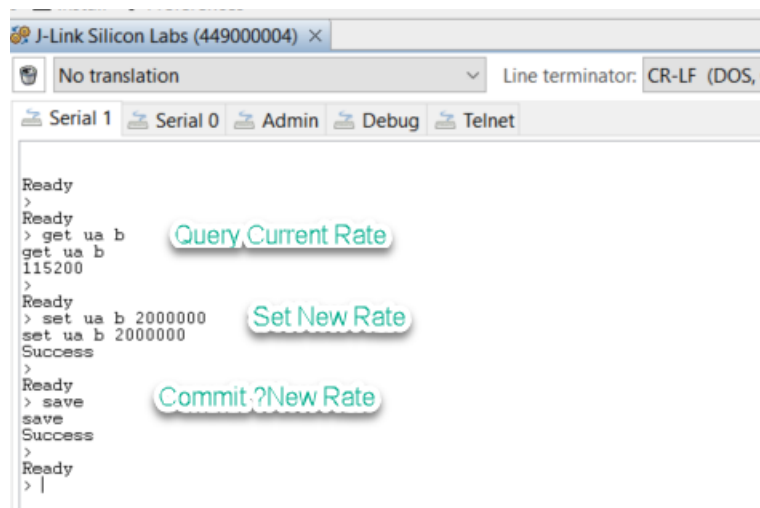 J-Link Silicon Labs (449000004) ×
No translation
Line terminator: CR-LF (DOS,
Serial 1 Serial 0 Admin Debug Telnet
Ready
>
Ready
> get ua b Query Current Rate
get ua b
115200
>
Ready
> set ua b 2000000 Set New Rate
set ua b 2000000
Success
>
Ready
> save Commit ?New Rate
save
Success
>
Ready
> |